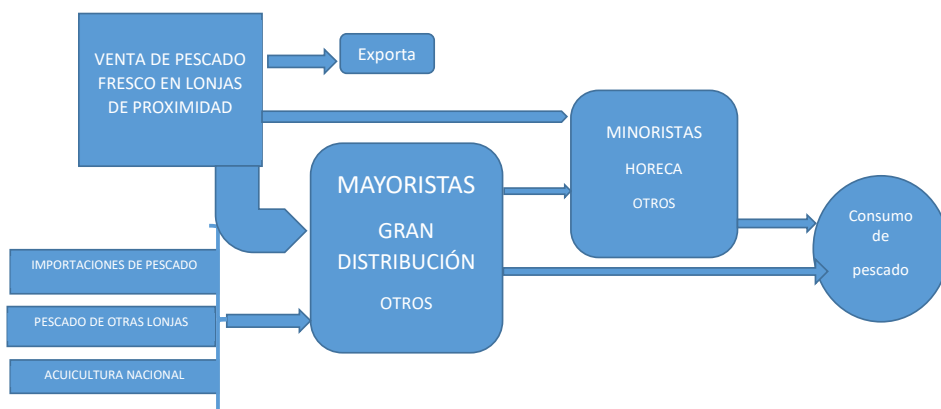 VENTA DE PESCADO
FRESCO EN LONJAS
DE PROXIMIDAD
Exporta
MINORISTAS
HORECA
OTROS
MAYORISTAS
GRAN
DISTRIBUCIÓN
OTROS
Consumo
de
pescado
IMPORTACIONES DE PESCADO
PESCADO DE OTRAS LONJAS
ACUICULTURA NACIONAL